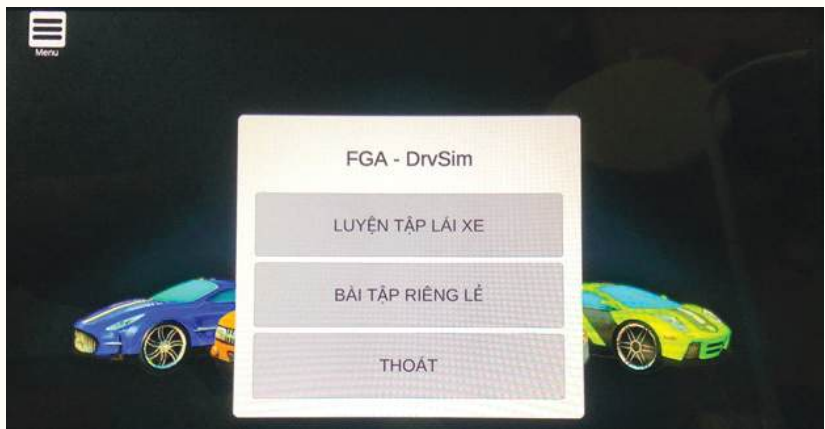 Menu
FGA - DrvSim
LUYỆN TẬP LÁI XE
BÀI TẬP RIÊNG LẺ
THOÁT